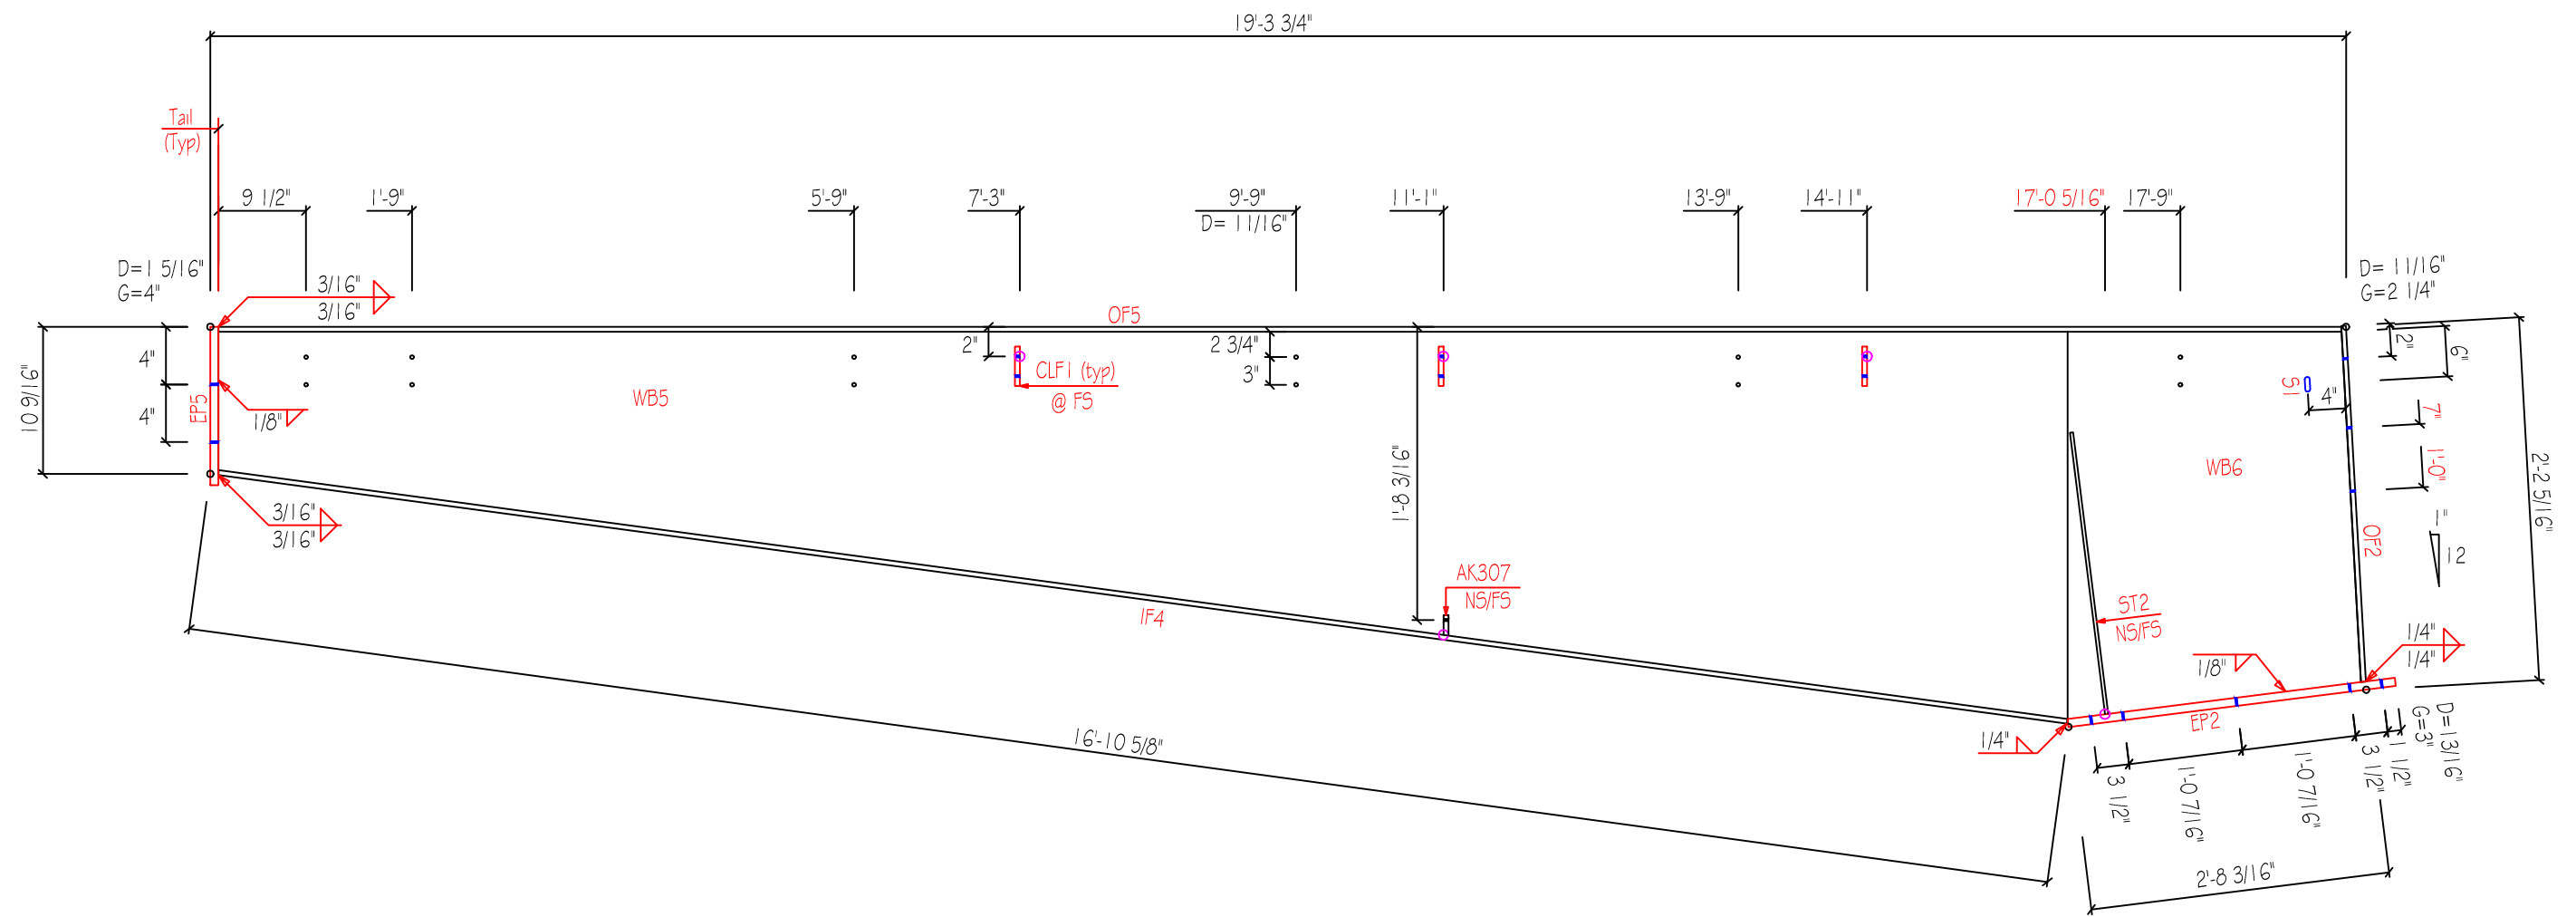 19'-3 3/4"
Tail
(Typ)
9 1/2"
1'-9"
5'-9"
7'-3"
9'-9"
D= 11/16"
11'-1"
13'-9"
14'-11"
17'-0 5/16"
17'-9"
D=1 5/16"
G=4"
3/16"
3/16"
D= 11/16"
G=2 1/4"
OF5
4"
4"
10 9/16"
EP5
1/8"
WB5
2"
CLF1 (typ)
@ FS
2 3/4"
3"
1'-8 3/16"
S1
4"
2"
6"
7"
1'-0"
2'-2 5/16"
WB6
3/16"
3/16"
1"
12
OF2
AK307
NS/FS
IF4
ST2
NS/FS
1/4"
1/4"
1/8"
EP2
1/4"
16'-10 5/8"
3 1/2"
1'-0 7/16"
1'-0 7/16"
3 1/2"
1 1/2"
D=13/16"
G=3"
2'-8 3/16"